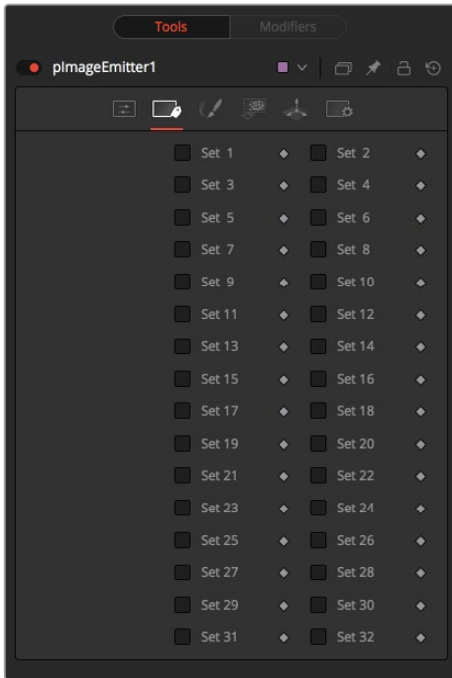 Tools Modifiers
pImageEmitter1
Set 1 Set 2
Set 3 Set 4
Set 5 Set 6
Set 7 Set 8
Set 9 Set 10
Set 11 Set 12
Set 13 Set 14
Set 15 Set 16
Set 17 Set 18
Set 19 Set 20
Set 21 Set 22
Set 23 Set 24
Set 25 Set 26
Set 27 Set 28
Set 29 Set 30
Set 31 Set 32